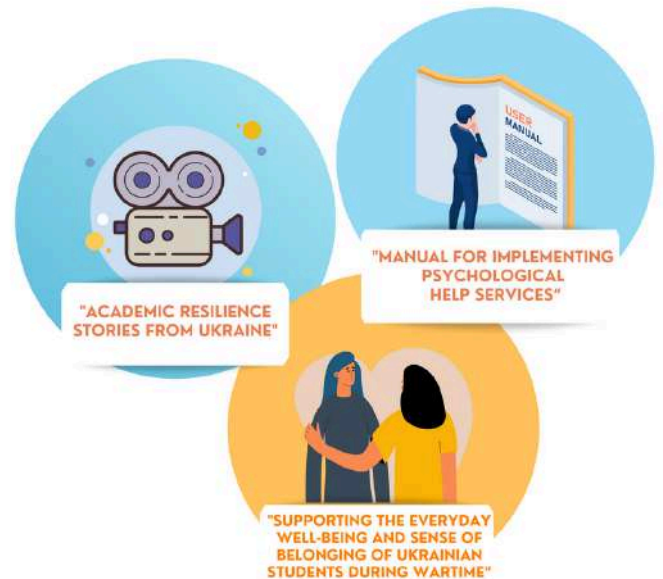 "ACADEMIC RESILIENCE
STORIES FROM UKRAINE"
USER
MANUAL
"MANUAL FOR IMPLEMENTING
PSYCHOLOGICAL
HELP SERVICES"
"SUPPORTING THE EVERYDAY
WELL-BEING AND SENSE OF
BELONGING OF UKRAINIAN
STUDENTS DURING WARTIME"